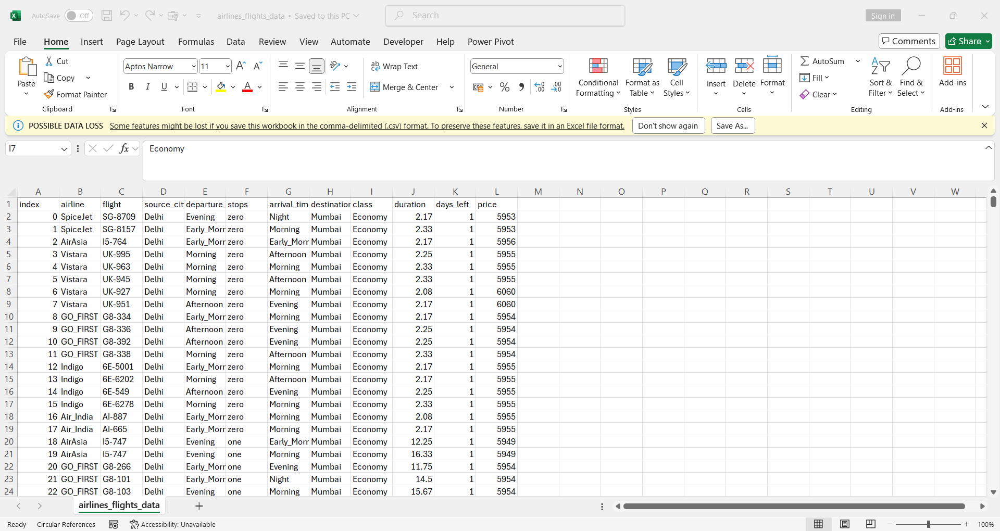 AutoSave Off airlines_flights_data • Saved to this PC Search Sign in
File Home Insert Page Layout Formulas Data Review View Automate Developer Help Power Pivot Comments Share
Paste Cut Copy Format Painter Clipboard
Aptos Narrow 11 B I U A Font
Wrap Text Merge & Center Alignment
General % Number
Conditional Formatting Format as Table Cell Styles Styles
Insert Delete Format Cells
AutoSum Fill Clear Sort & Filter Find & Select Editing
Add-ins Add-ins
POSSIBLE DATA LOSS Some features might be lost if you save this workbook in the comma-delimited (.csv) format. To preserve these features, save it in an Excel file format. Don't show again Save As...
I7 fx Economy
A B C D E F G H I J K L M N O P Q R S T U V W
1 index airline flight source_cit departure_ stops arrival_tim destination class duration days_left price
2 0 SpiceJet SG-8709 Delhi Evening zero Night Mumbai Economy 2.17 1 5953
3 1 SpiceJet SG-8157 Delhi Early_Morr zero Morning Mumbai Economy 2.33 1 5953
4 2 AirAsia I5-764 Delhi Early_Morr zero Early_Morr Mumbai Economy 2.17 1 5956
5 3 Vistara UK-995 Delhi Morning zero Afternoon Mumbai Economy 2.25 1 5955
6 4 Vistara UK-963 Delhi Morning zero Morning Mumbai Economy 2.33 1 5955
7 5 Vistara UK-945 Delhi Morning zero Afternoon Mumbai Economy 2.33 1 5955
8 6 Vistara UK-927 Delhi Morning zero Morning Mumbai Economy 2.08 1 6060
9 7 Vistara UK-951 Delhi Afternoon zero Evening Mumbai Economy 2.17 1 6060
10 8 GO_FIRST G8-334 Delhi Early_Morr zero Morning Mumbai Economy 2.17 1 5954
11 9 GO_FIRST G8-336 Delhi Afternoon zero Evening Mumbai Economy 2.25 1 5954
12 10 GO_FIRST G8-392 Delhi Afternoon zero Evening Mumbai Economy 2.25 1 5954
13 11 GO_FIRST G8-338 Delhi Morning zero Afternoon Mumbai Economy 2.33 1 5954
14 12 Indigo 6E-5001 Delhi Early_Morr zero Morning Mumbai Economy 2.17 1 5955
15 13 Indigo 6E-6202 Delhi Morning zero Afternoon Mumbai Economy 2.17 1 5955
16 14 Indigo 6E-549 Delhi Afternoon zero Evening Mumbai Economy 2.25 1 5955
17 15 Indigo 6E-6278 Delhi Morning zero Morning Mumbai Economy 2.33 1 5955
18 16 Air_India AI-887 Delhi Early_Morr zero Morning Mumbai Economy 2.08 1 5955
19 17 Air_India AI-665 Delhi Early_Morr zero Morning Mumbai Economy 2.17 1 5955
20 18 AirAsia I5-747 Delhi Evening one Early_Morr Mumbai Economy 12.25 1 5949
21 19 AirAsia I5-747 Delhi Evening one Morning Mumbai Economy 16.33 1 5949
22 20 GO_FIRST G8-266 Delhi Early_Morr one Evening Mumbai Economy 11.75 1 5954
23 21 GO_FIRST G8-101 Delhi Early_Morr one Night Mumbai Economy 14.5 1 5954
24 22 GO_FIRST G8-103 Delhi Evening one Morning Mumbai Economy 15.67 1 5954
airlines_flights_data
Ready Circular References Accessibility: Unavailable 100%